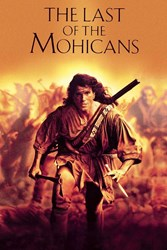 THE LAST
OF THE
MOHICANS